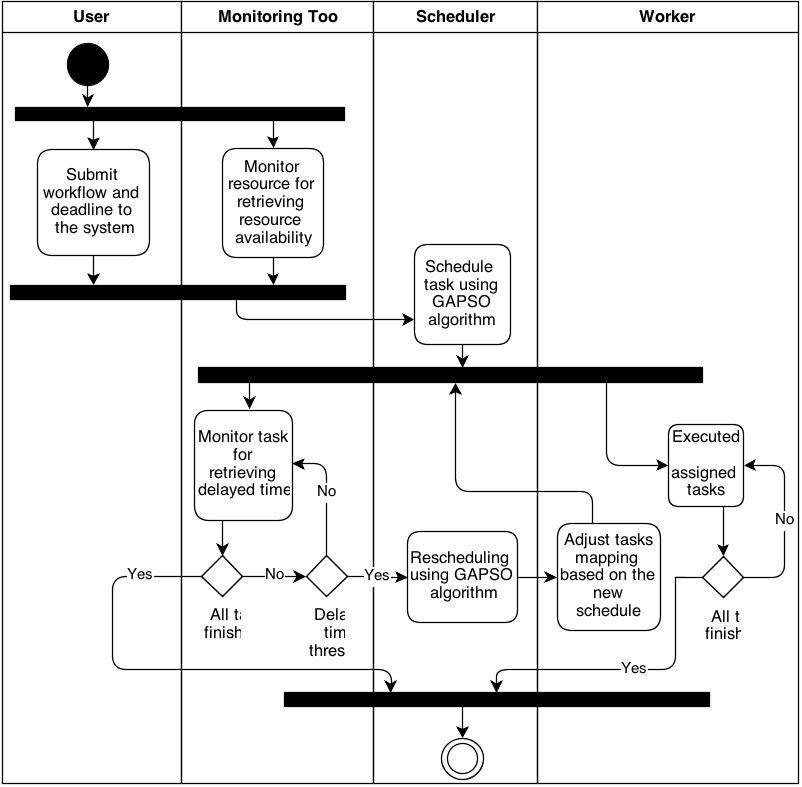 User
Monitoring Too
Scheduler
Worker
Submit
workflow and
deadline to
the system
Monitor
resource for
retrieving
resource
availability
Schedule
task using
GAPSO
algorithm
Monitor task
for
retrieving
delayed time
Executed
assigned
tasks
No
No
Yes
No
Yes
Rescheduling
using GAPSO
algorithm
Adjust tasks
mapping
based on the
new
schedule
All t
finish
Dela
tim
thres
All t
finish
Yes